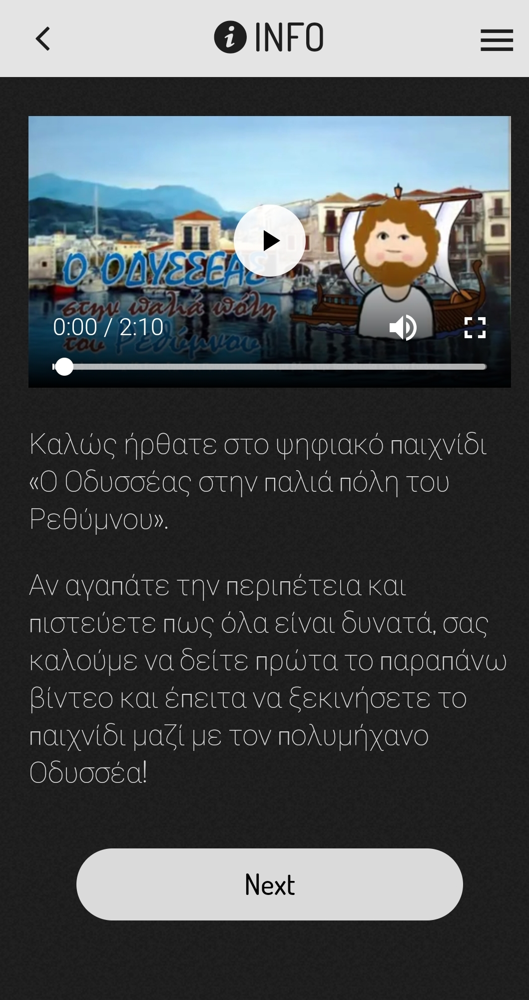 INFO
Ο ΟΔΥΣΣΕΑΣ
στην παλιά πόλη
του Ρεθύμνου
0:00 / 2:10
Καλώς ήρθατε στο ψηφιακό παιχνίδι
«Ο Οδυσσέας στην παλιά πόλη του
Ρεθύμνου».
Αν αγαπάτε την περιπέτεια και
πιστεύετε πως όλα είναι δυνατά, σας
καλούμε να δείτε πρώτα το παραπάνω
βίντεο και έπειτα να ξεκινήσετε το
παιχνίδι μαζί με τον πολυμήχανο
Οδυσσέα!
Next